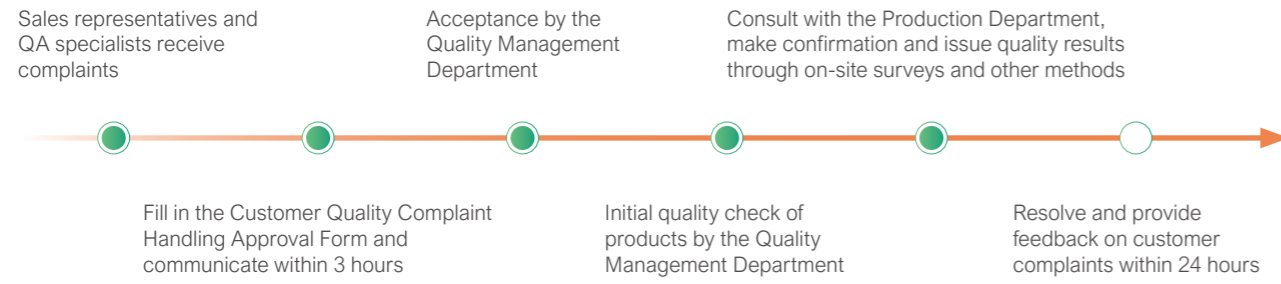 Sales representatives and
QA specialists receive
complaints
Fill in the Customer Quality Complaint
Handling Approval Form and
communicate within 3 hours
Acceptance by the
Quality Management
Department
Initial quality check of
products by the Quality
Management Department
Consult with the Production Department,
make confirmation and issue quality results
through on-site surveys and other methods
Resolve and provide
feedback on customer
complaints within 24 hours